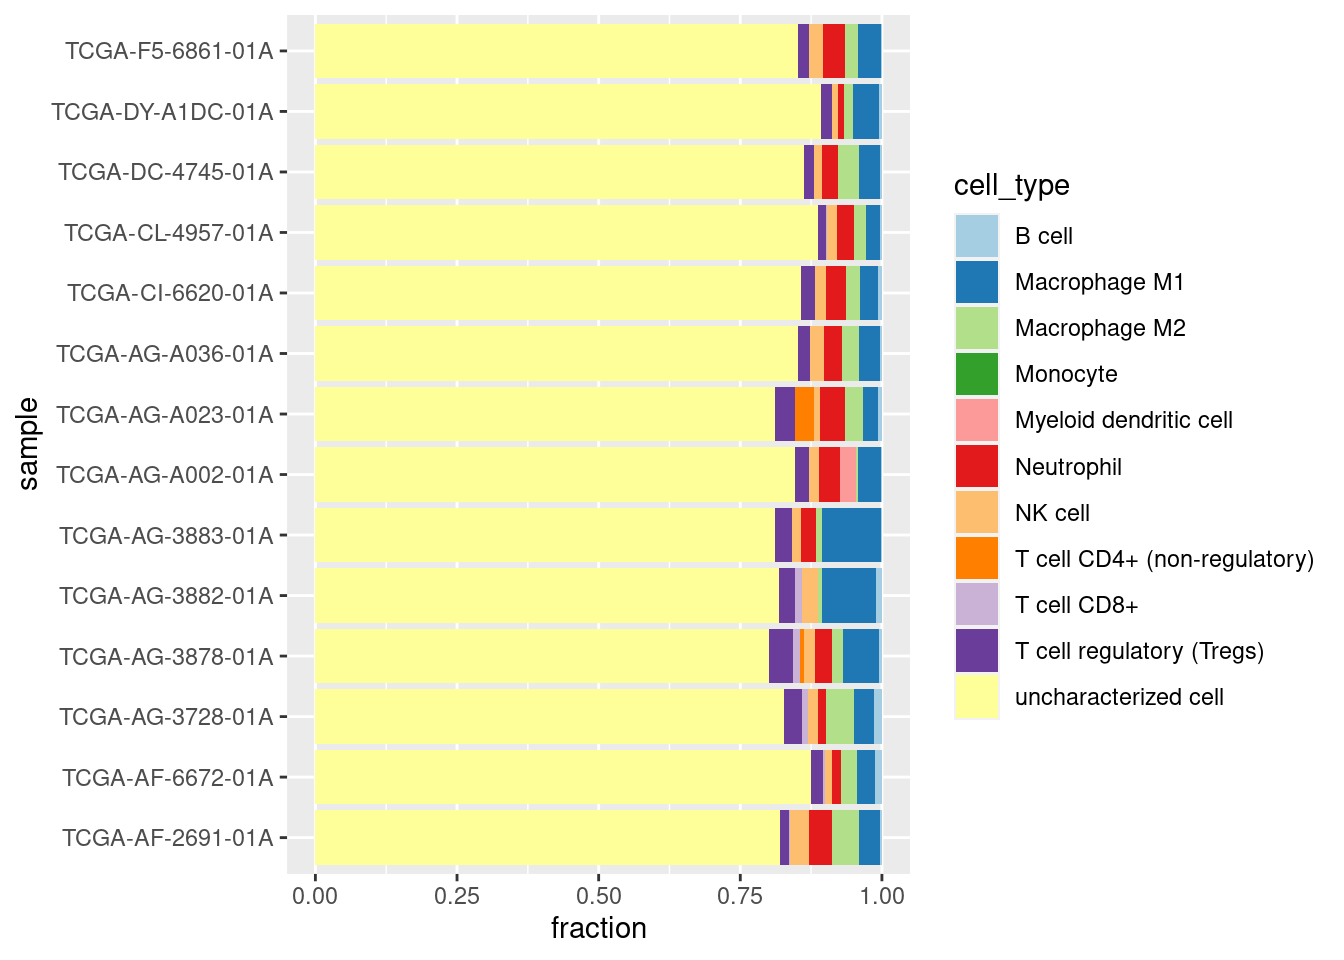 TCGA-F5-6861-01A
TCGA-DY-A1DC-01A
TCGA-DC-4745-01A
TCGA-CL-4957-01A
TCGA-CI-6620-01A
TCGA-AG-A036-01A
TCGA-AG-A023-01A
TCGA-AG-A002-01A
TCGA-AG-3883-01A
TCGA-AG-3882-01A
TCGA-AG-3878-01A
TCGA-AG-3728-01A
TCGA-AF-6672-01A
TCGA-AF-2691-01A
sample
0.00 0.25 0.50 0.75 1.00
fraction
cell_type
B cell
Macrophage M1
Macrophage M2
Monocyte
Myeloid dendritic cell
Neutrophil
NK cell
T cell CD4+ (non-regulatory)
T cell CD8+
T cell regulatory (Tregs)
uncharacterized cell